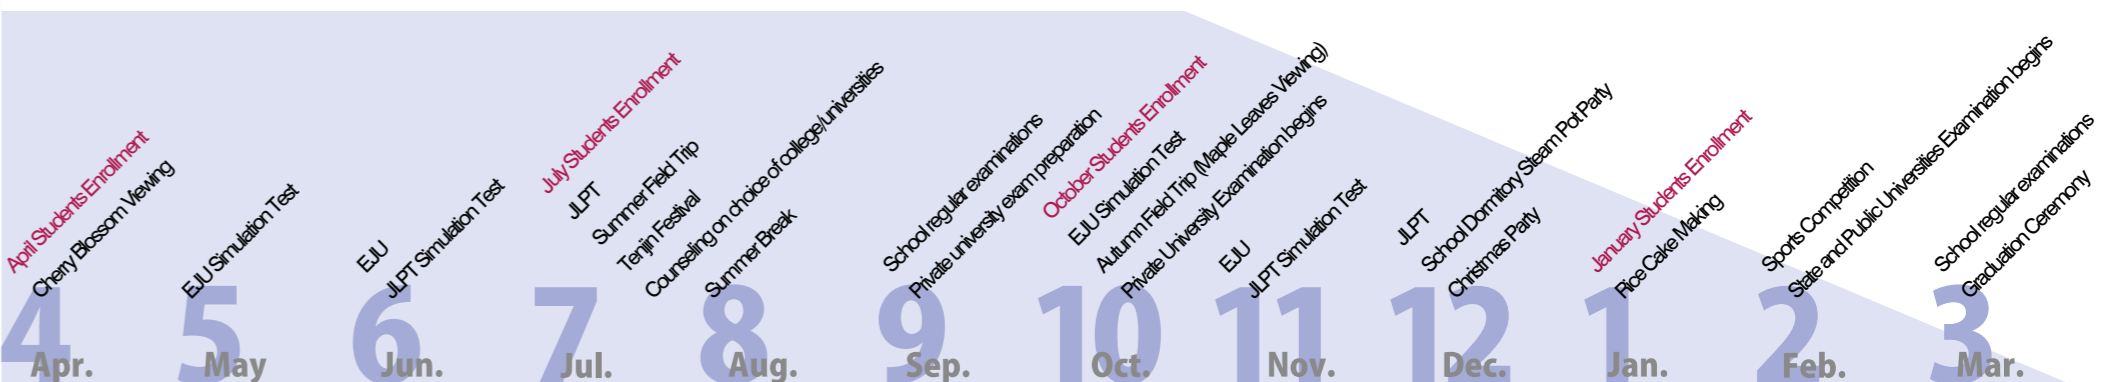 April Students Enrollment
Cherry Blossom Viewing
4
Apr.
EJU Simulation Test
5
May
EJU
JLPT Simulation Test
6
Jun.
July Students Enrollment
JLPT
Summer Field Trip
Tenjin Festival
Counseling on choice of college/universities
7
Jul.
Summer Break
8
Aug.
School regular examinations
Private university exam preparation
9
Sep.
October Students Enrollment
EJU Simulation Test
Autumn Field Trip (Maple Leaves Viewing)
Private University Examination begins
10
Oct.
EJU
JLPT Simulation Test
11
Nov.
JLPT
School Dormitory Steam Pot Party
Christmas Party
12
Dec.
January Students Enrollment
Rice Cake Making
1
Jan.
Sports Competition
State and Public Universities Examination begins
2
Feb.
School regular examinations
Graduation Ceremony
3
Mar.